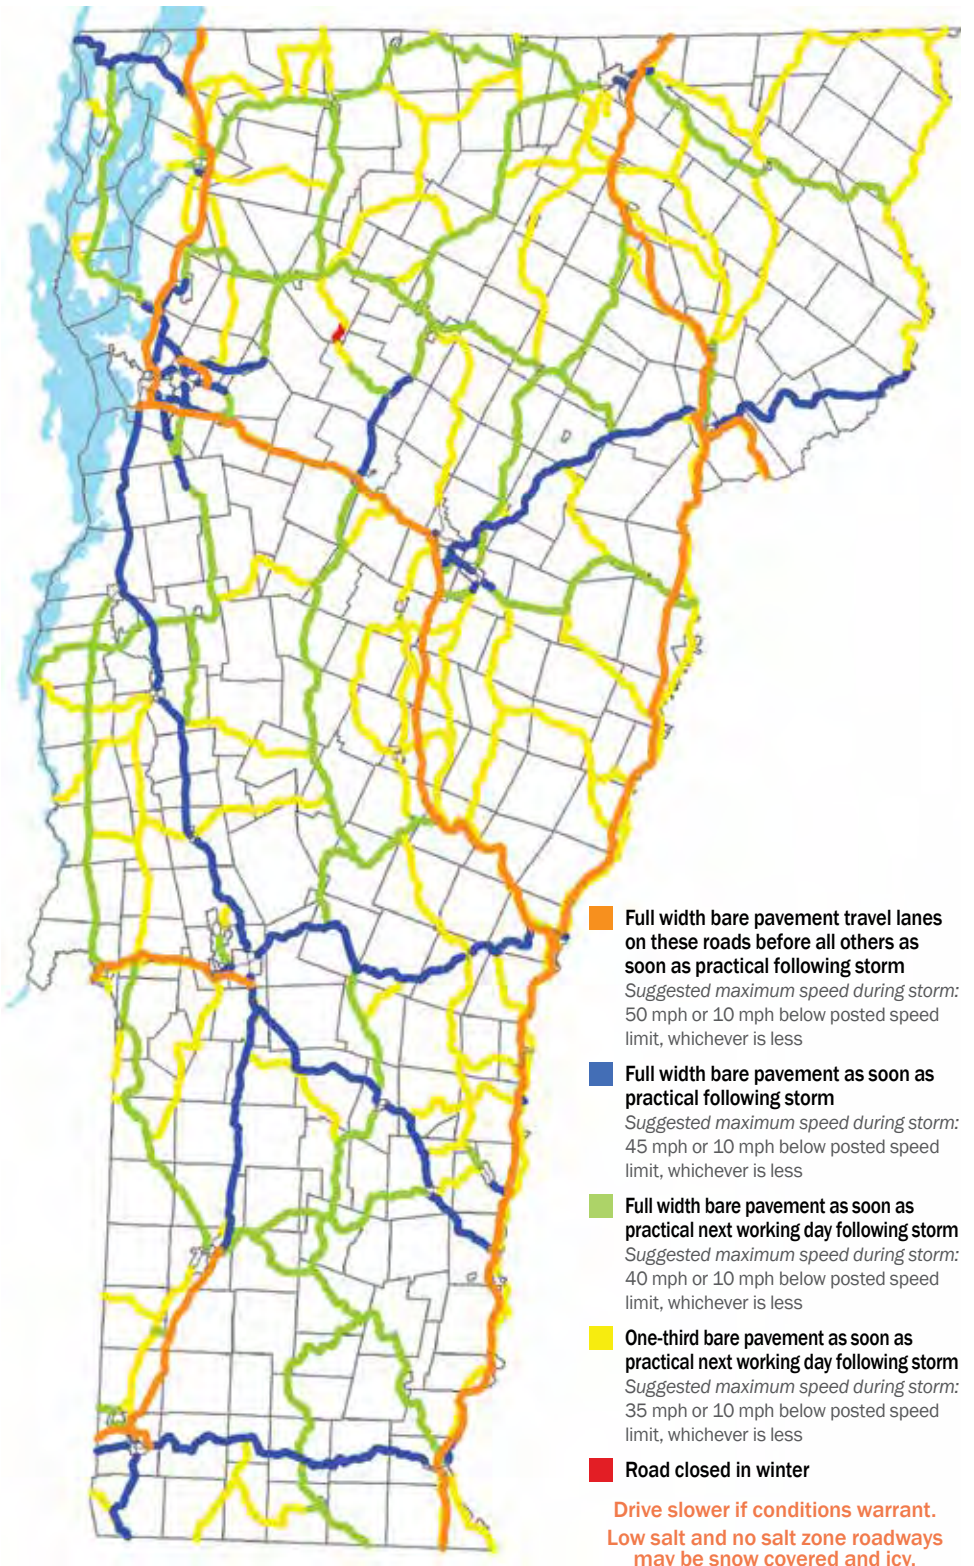 Full width bare pavement travel lanes
on these roads before all others as
soon as practical following storm
Suggested maximum speed during storm:
50 mph or 10 mph below posted speed
limit, whichever is less
Full width bare pavement as soon as
practical following storm
Suggested maximum speed during storm:
45 mph or 10 mph below posted speed
limit, whichever is less
Full width bare pavement as soon as
practical next working day following storm
Suggested maximum speed during storm:
40 mph or 10 mph below posted speed
limit, whichever is less
One-third bare pavement as soon as
practical next working day following storm
Suggested maximum speed during storm:
35 mph or 10 mph below posted speed
limit, whichever is less
Road closed in winter
Drive slower if conditions warrant.
Low salt and no salt zone roadways
may be snow covered and icy.